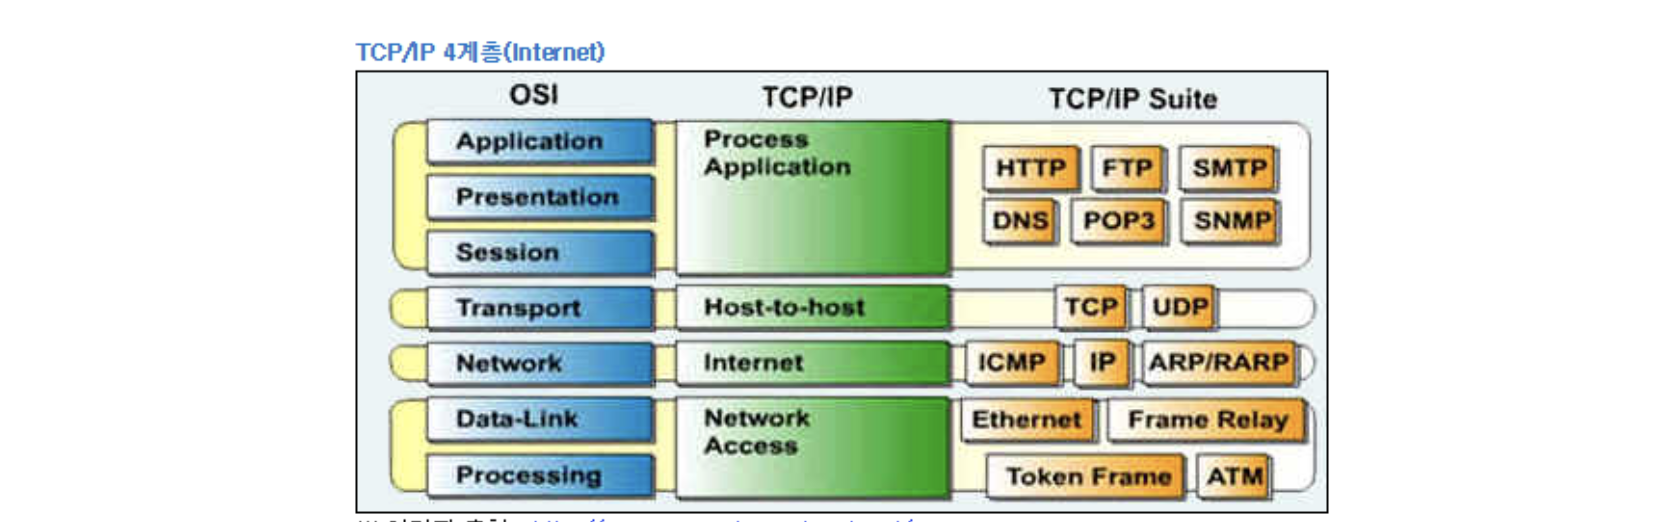 TCP/IP 4계층(Internet)
OSI TCP/IP TCP/IP Suite
Application
Presentation
Session
Process
Application
HTTP FTP SMTP
DNS POP3 SNMP
Transport Host-to-host TCP UDP
Network Internet ICMP IP ARP/RARP
Data-Link
Processing
Network
Access
Ethernet Frame Relay
Token Frame ATM